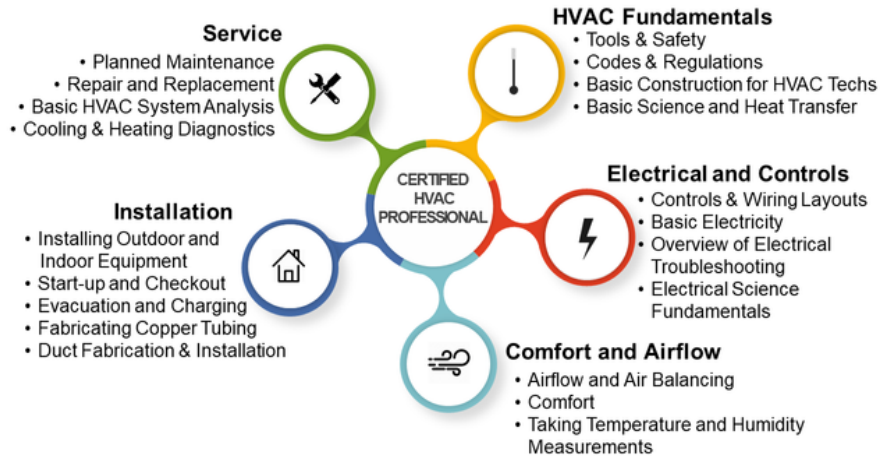 Service
• Planned Maintenance
• Repair and Replacement
• Basic HVAC System Analysis
• Cooling & Heating Diagnostics
HVAC Fundamentals
• Tools & Safety
• Codes & Regulations
• Basic Construction for HVAC Techs
• Basic Science and Heat Transfer
CERTIFIED
HVAC
PROFESSIONAL
Electrical and Controls
• Controls & Wiring Layouts
• Basic Electricity
• Overview of Electrical
Troubleshooting
• Electrical Science
Fundamentals
Installation
• Installing Outdoor and
Indoor Equipment
• Start-up and Checkout
• Evacuation and Charging
• Fabricating Copper Tubing
• Duct Fabrication & Installation
Comfort and Airflow
• Airflow and Air Balancing
• Comfort
• Taking Temperature and Humidity
Measurements